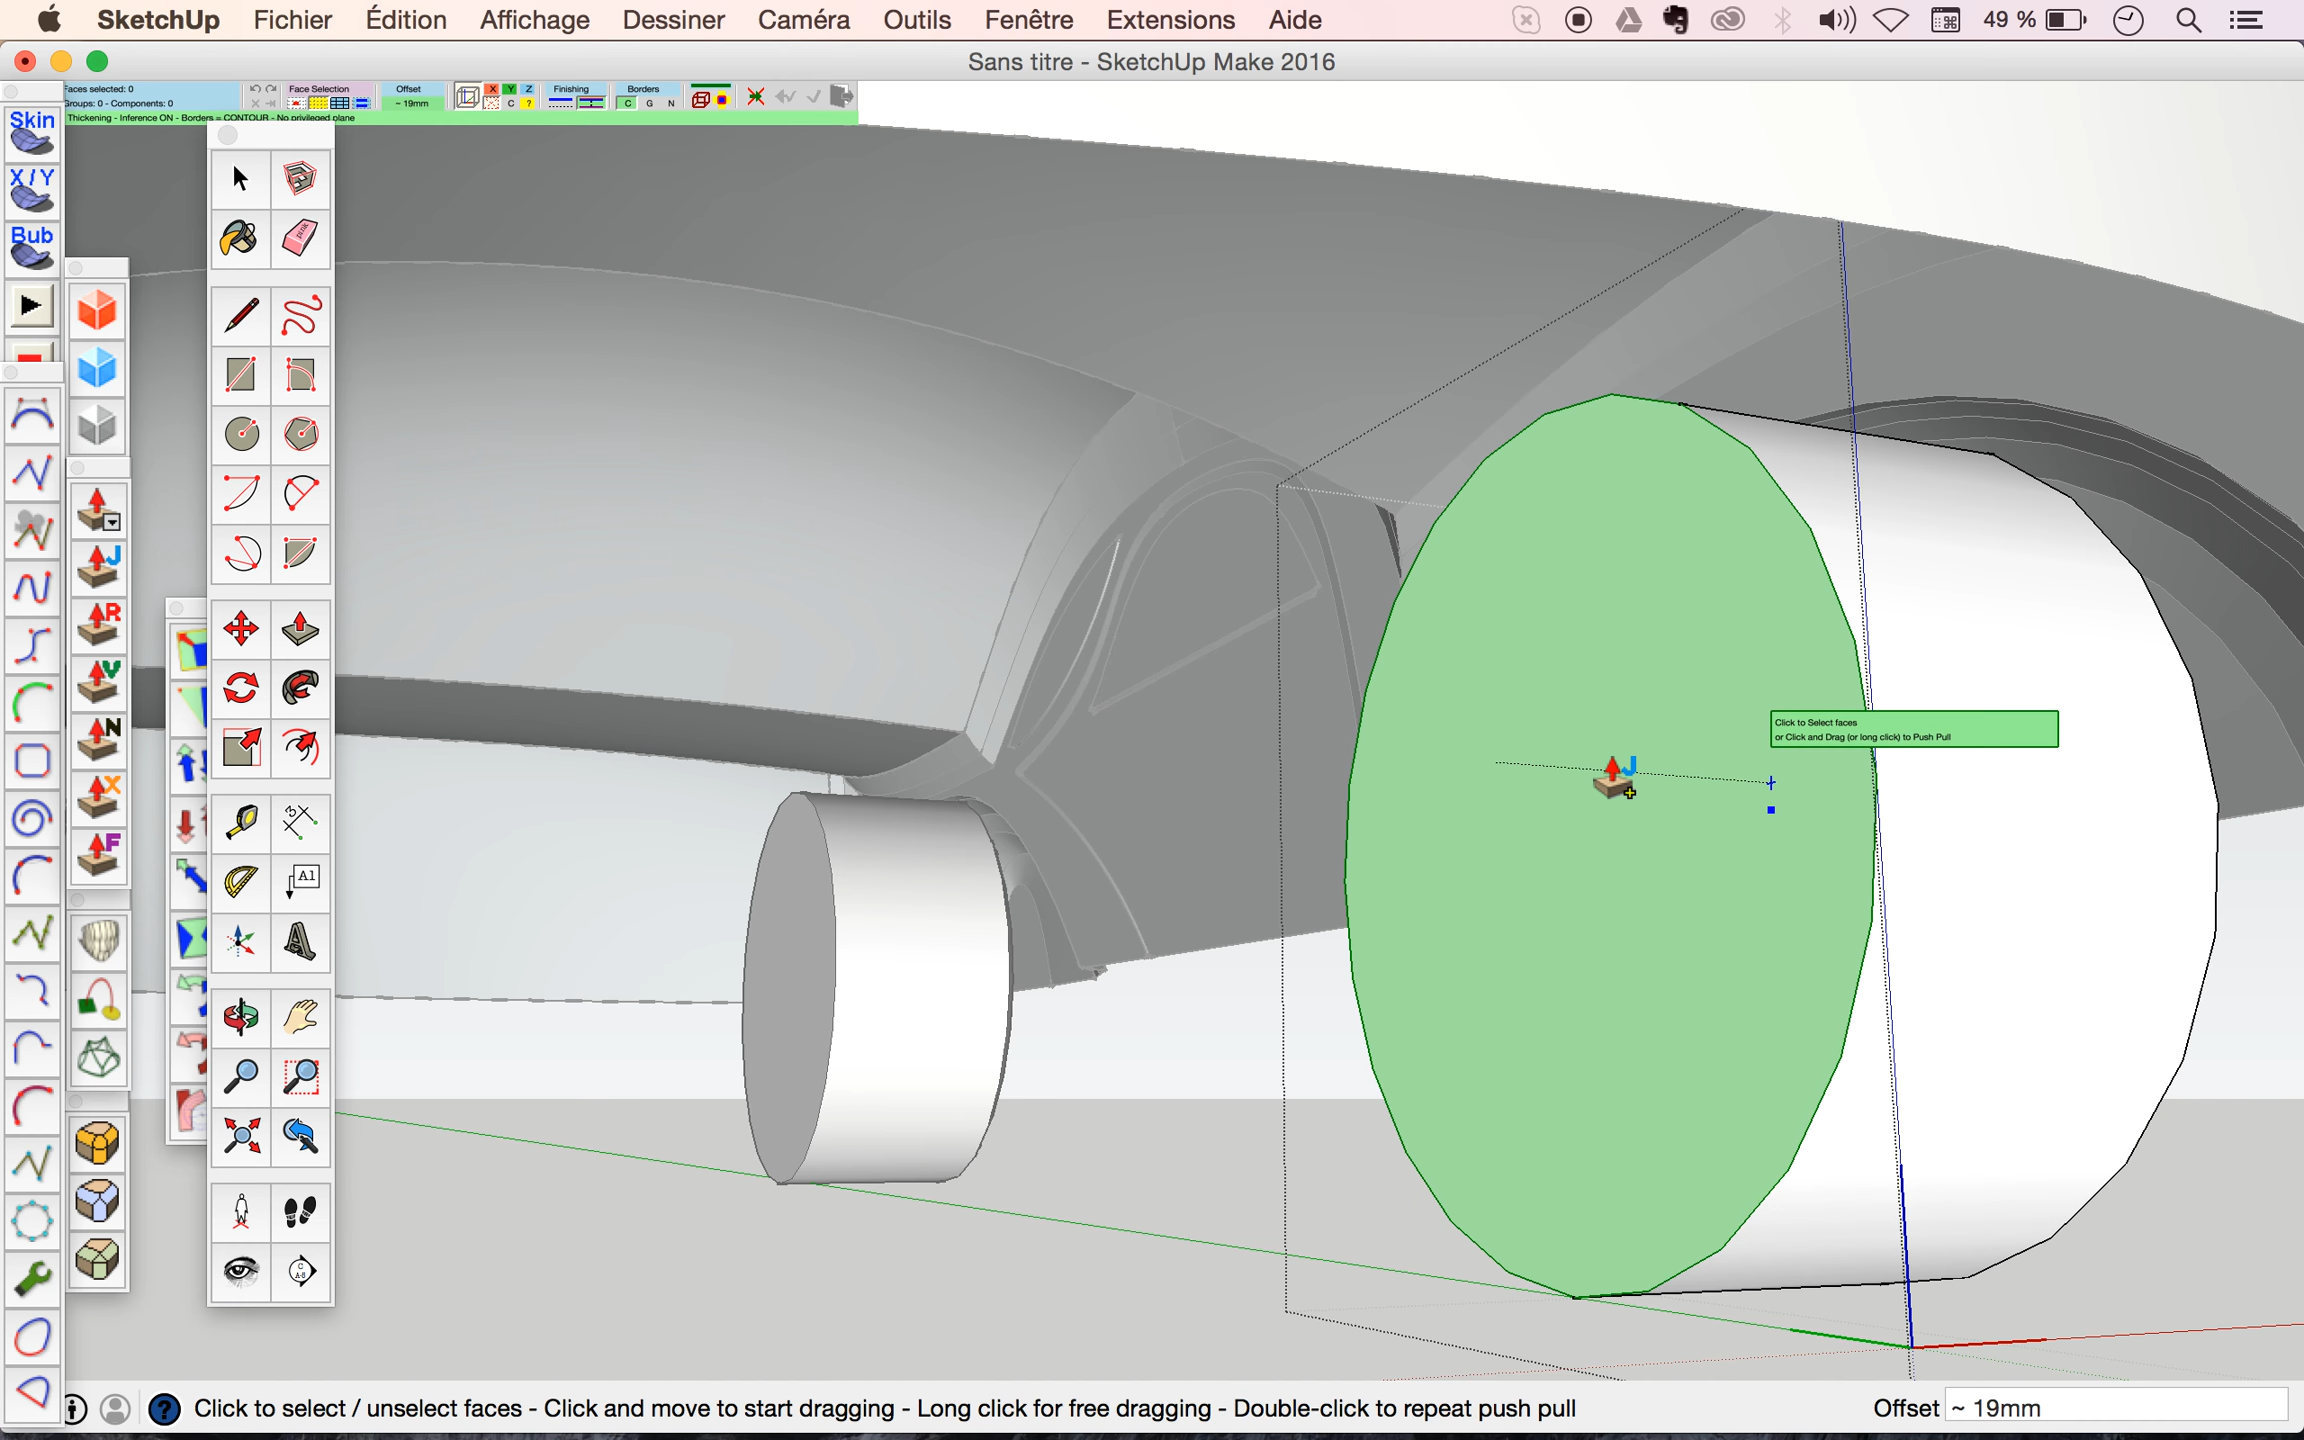 SketchUp Fichier Édition Affichage Dessiner Caméra Outils Fenêtre Extensions Aide 49 %
Sans titre - SketchUp Make 2016
Faces selected: 0
Groups: 0 - Components: 0
Face Selection
Offset
~ 19mm
X Y Z
C ?
Finishing
Borders
C G N
Thickening - Inference ON - Borders = CONTOUR - No privileged plane
Skin
X/Y
Bub
J
R
V
N
X
F
3
A1
C
A-8
J
Click to Select faces
or Click and Drag (or long click) to Push Pull
Click to select / unselect faces - Click and move to start dragging - Long click for free dragging - Double-click to repeat push pull
Offset ~ 19mm